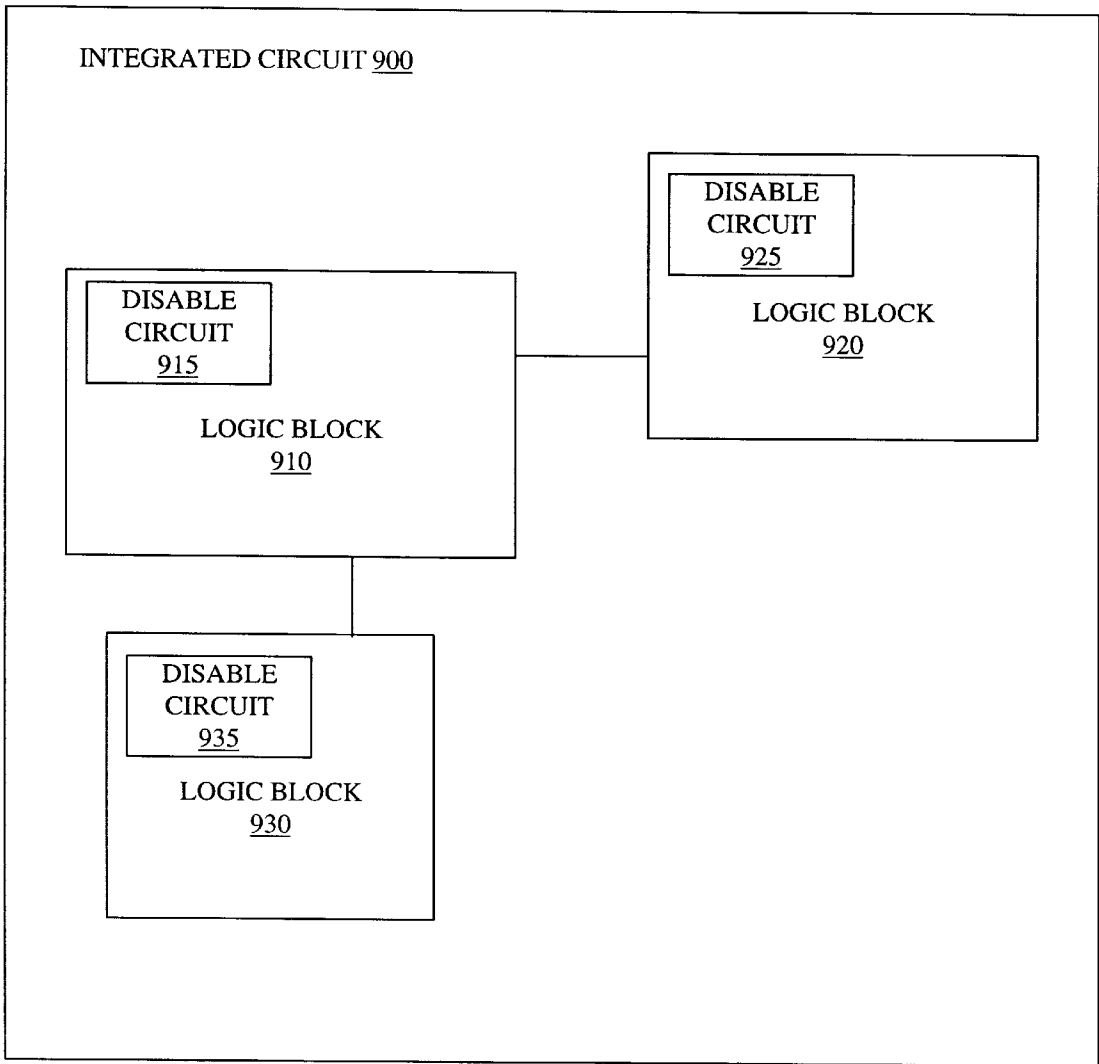 INTEGRATED CIRCUIT 900
DISABLE
CIRCUIT
925
LOGIC BLOCK
920
DISABLE
CIRCUIT
915
LOGIC BLOCK
910
DISABLE
CIRCUIT
935
LOGIC BLOCK
930